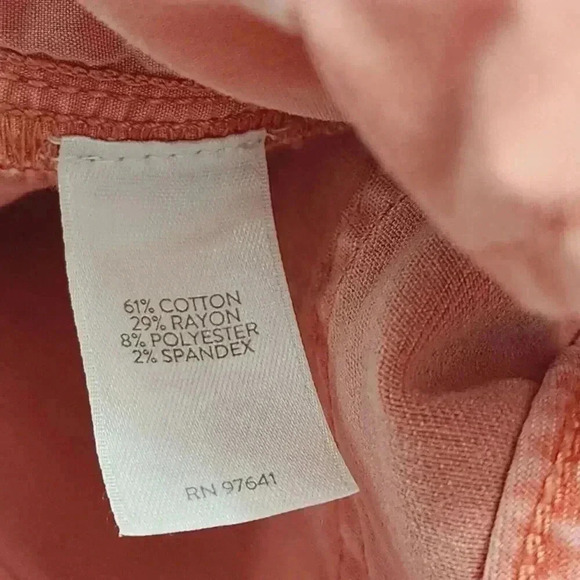 61% COTTON
29% RAYON
8% POLYESTER
2% SPANDEX
RN 97641